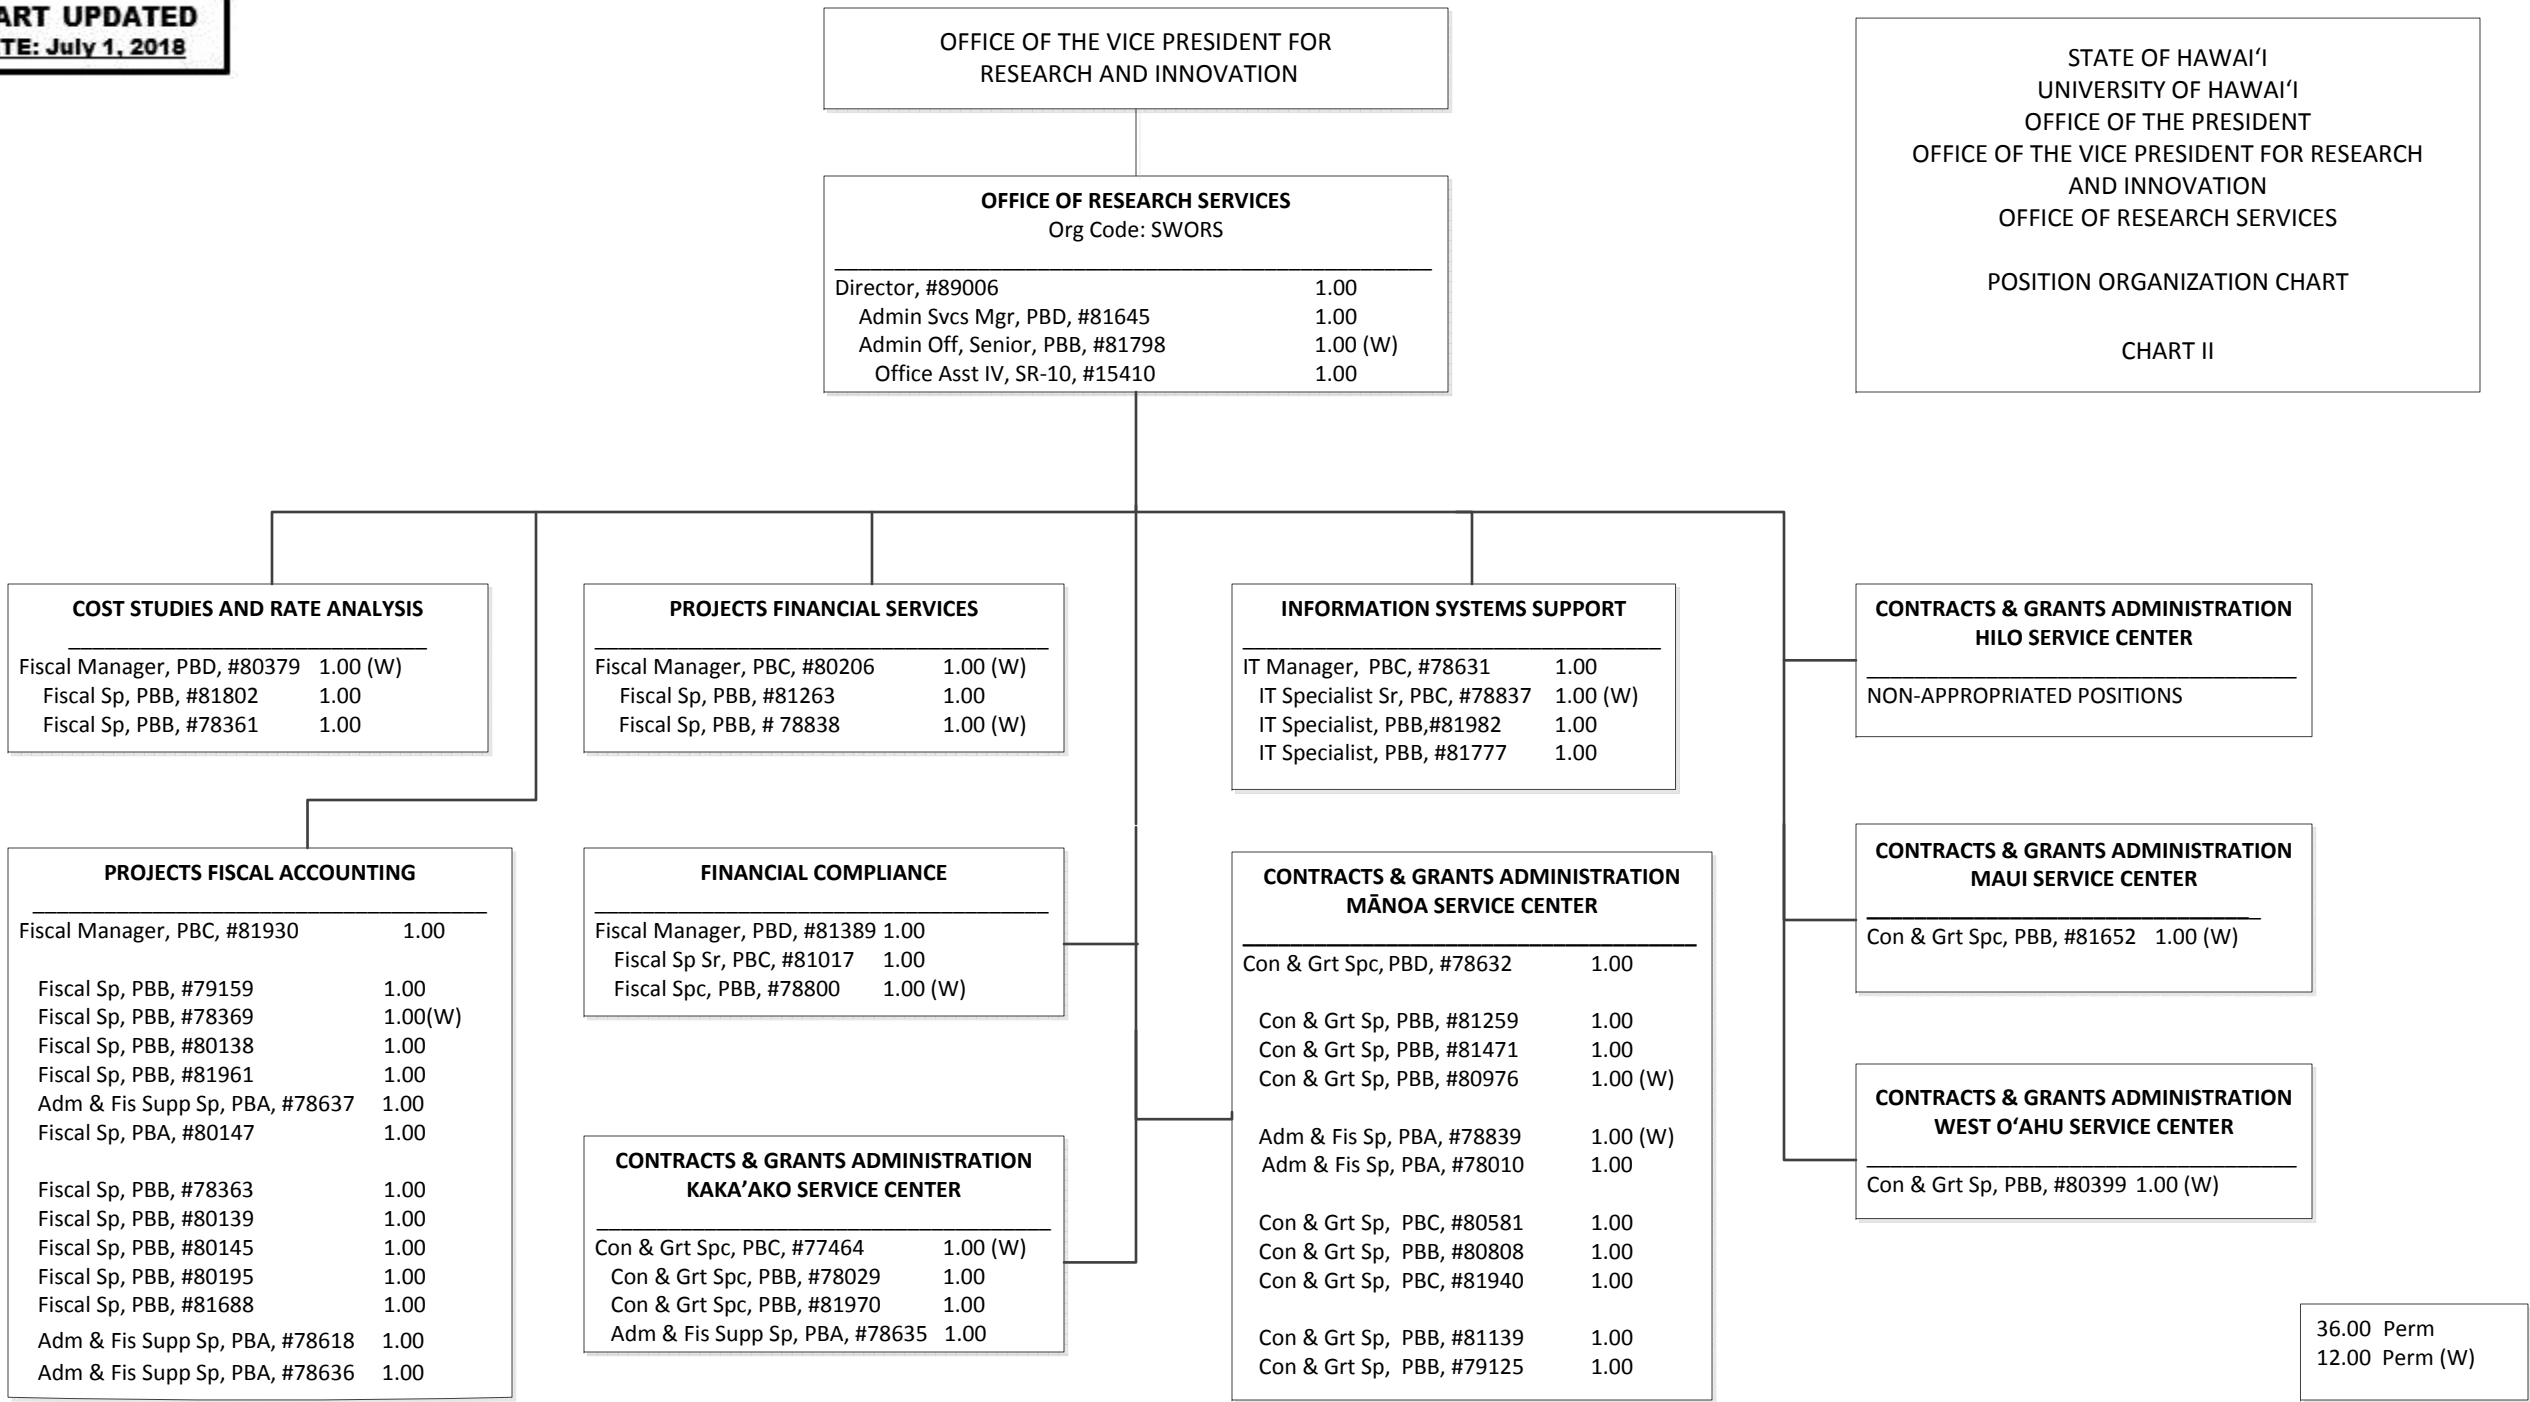 ART UPDATED
TE: July 1, 2018
OFFICE OF THE VICE PRESIDENT FOR
RESEARCH AND INNOVATION
STATE OF HAWAI‘I
UNIVERSITY OF HAWAI‘I
OFFICE OF THE PRESIDENT
OFFICE OF THE VICE PRESIDENT FOR RESEARCH
AND INNOVATION
OFFICE OF RESEARCH SERVICES
POSITION ORGANIZATION CHART
CHART II
OFFICE OF RESEARCH SERVICES
Org Code: SWORS
Director, #89006 1.00
Admin Svcs Mgr, PBD, #81645 1.00
Admin Off, Senior, PBB, #81798 1.00 (W)
Office Asst IV, SR-10, #15410 1.00
COST STUDIES AND RATE ANALYSIS
Fiscal Manager, PBD, #80379 1.00 (W)
Fiscal Sp, PBB, #81802 1.00
Fiscal Sp, PBB, #78361 1.00
PROJECTS FINANCIAL SERVICES
Fiscal Manager, PBC, #80206 1.00 (W)
Fiscal Sp, PBB, #81263 1.00
Fiscal Sp, PBB, # 78838 1.00 (W)
INFORMATION SYSTEMS SUPPORT
IT Manager, PBC, #78631 1.00
IT Specialist Sr, PBC, #78837 1.00 (W)
IT Specialist, PBB,#81982 1.00
IT Specialist, PBB, #81777 1.00
CONTRACTS & GRANTS ADMINISTRATION
HILO SERVICE CENTER
NON-APPROPRIATED POSITIONS
PROJECTS FISCAL ACCOUNTING
Fiscal Manager, PBC, #81930 1.00
Fiscal Sp, PBB, #79159 1.00
Fiscal Sp, PBB, #78369 1.00(W)
Fiscal Sp, PBB, #80138 1.00
Fiscal Sp, PBB, #81961 1.00
Adm & Fis Supp Sp, PBA, #78637 1.00
Fiscal Sp, PBA, #80147 1.00
Fiscal Sp, PBB, #78363 1.00
Fiscal Sp, PBB, #80139 1.00
Fiscal Sp, PBB, #80145 1.00
Fiscal Sp, PBB, #80195 1.00
Fiscal Sp, PBB, #81688 1.00
Adm & Fis Supp Sp, PBA, #78618 1.00
Adm & Fis Supp Sp, PBA, #78636 1.00
FINANCIAL COMPLIANCE
Fiscal Manager, PBD, #81389 1.00
Fiscal Sp Sr, PBC, #81017 1.00
Fiscal Spc, PBB, #78800 1.00 (W)
CONTRACTS & GRANTS ADMINISTRATION
KAKA’AKO SERVICE CENTER
Con & Grt Spc, PBC, #77464 1.00 (W)
Con & Grt Spc, PBB, #78029 1.00
Con & Grt Spc, PBB, #81970 1.00
Adm & Fis Supp Sp, PBA, #78635 1.00
CONTRACTS & GRANTS ADMINISTRATION
MĀNOA SERVICE CENTER
Con & Grt Spc, PBD, #78632 1.00
Con & Grt Sp, PBB, #81259 1.00
Con & Grt Sp, PBB, #81471 1.00
Con & Grt Sp, PBB, #80976 1.00 (W)
Adm & Fis Sp, PBA, #78839 1.00 (W)
Adm & Fis Sp, PBA, #78010 1.00
Con & Grt Sp, PBC, #80581 1.00
Con & Grt Sp, PBB, #80808 1.00
Con & Grt Sp, PBC, #81940 1.00
Con & Grt Sp, PBB, #81139 1.00
Con & Grt Sp, PBB, #79125 1.00
CONTRACTS & GRANTS ADMINISTRATION
MAUI SERVICE CENTER
Con & Grt Spc, PBB, #81652 1.00 (W)
CONTRACTS & GRANTS ADMINISTRATION
WEST O‘AHU SERVICE CENTER
Con & Grt Sp, PBB, #80399 1.00 (W)
36.00 Perm
12.00 Perm (W)